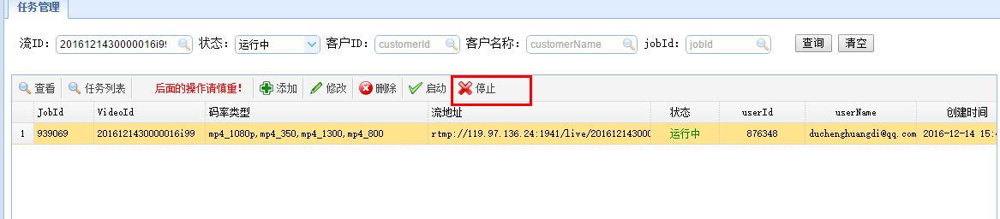 任务管理
流ID: 2016121430000016i99 状态: 运行中 客户ID: customerId 客户名称: customerName jobId: jobId 查询 清空
查看 任务列表 后面的操作请慎重! 添加 修改 删除 启动 停止
JobId VideoId 码率类型 流地址 状态 userId userName 创建时间
1 939069 2016121430000016i99 mp4_1080p,mp4_350,mp4_1300,mp4_800 rtmp://119.97.136.24:1941/live/201612143000 运行中 876348 duchenghuangdi@qq.com 2016-12-14 15:4